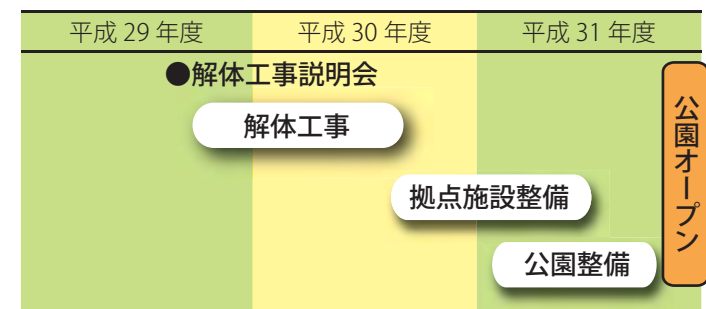 平成 29 年度
平成 30 年度
平成 31 年度
●解体工事説明会
解体工事
拠点施設整備
公園整備
公園オープン